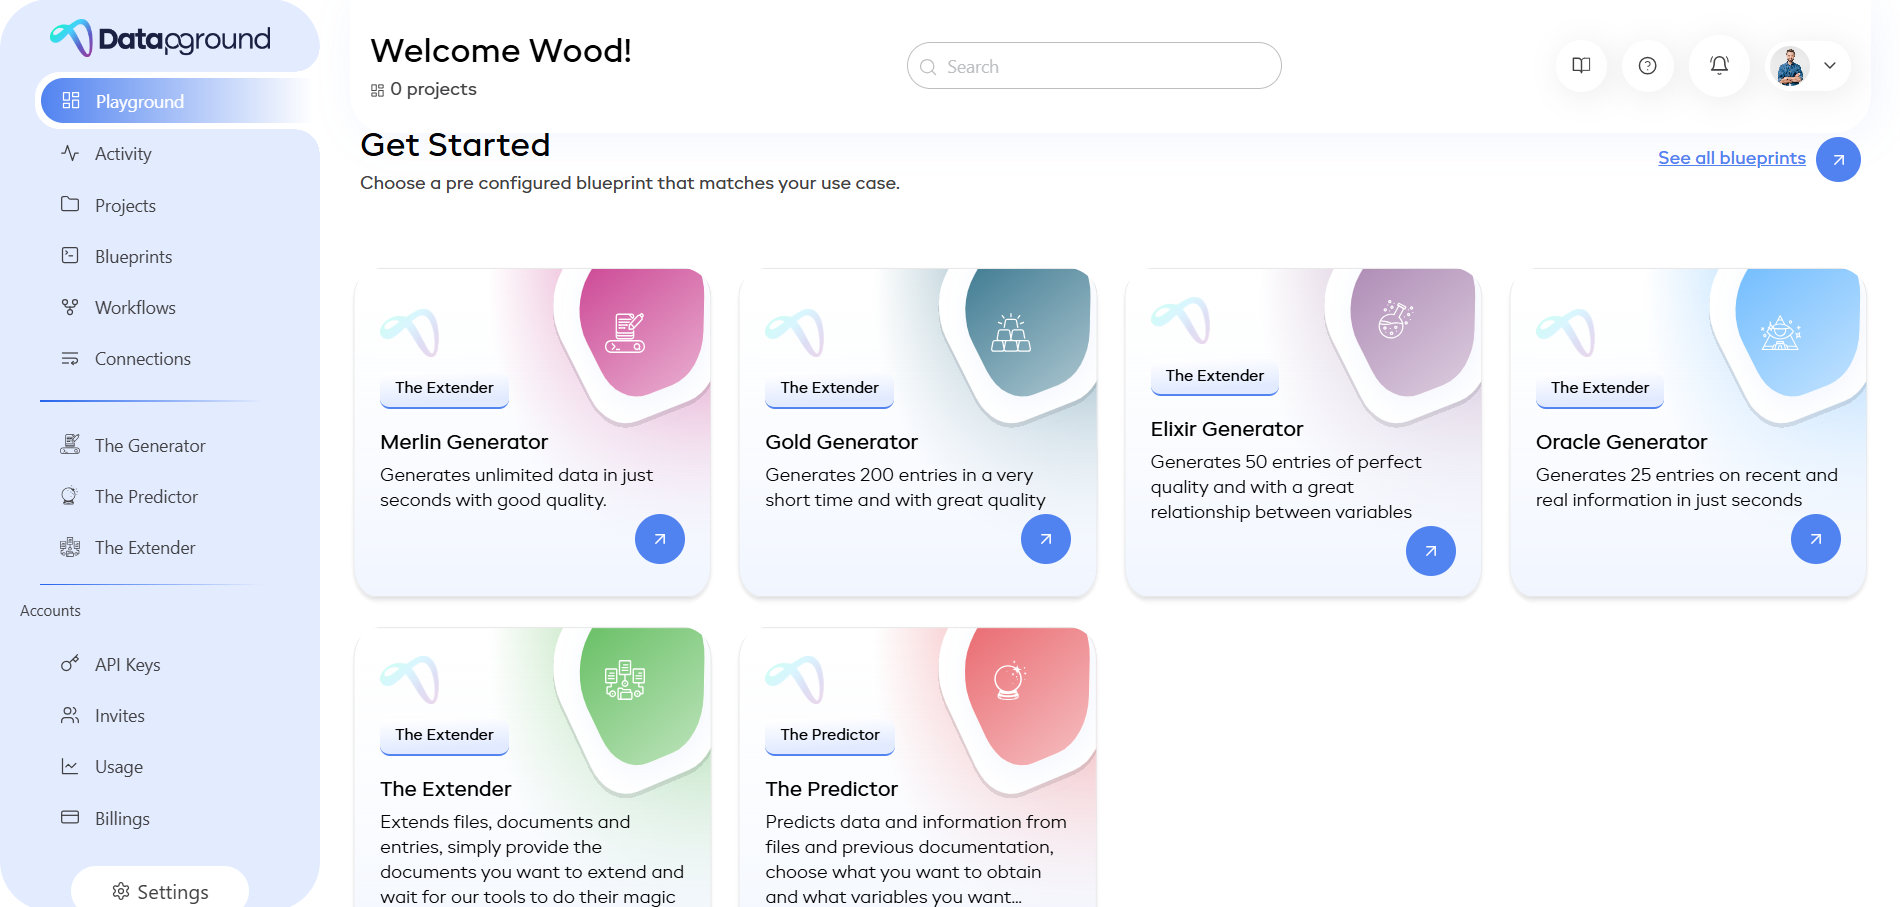 Datapground
Playground
Activity
Projects
Blueprints
Workflows
Connections
The Generator
The Predictor
The Extender
Accounts
API Keys
Invites
Usage
Billings
Settings
Welcome Wood!
0 projects
Search
Get Started
Choose a pre configured blueprint that matches your use case.
See all blueprints
The Extender
Merlin Generator
Generates unlimited data in just
seconds with good quality.
The Extender
Gold Generator
Generates 200 entries in a very
short time and with great quality
The Extender
Elixir Generator
Generates 50 entries of perfect
quality and with a great
relationship between variables
The Extender
Oracle Generator
Generates 25 entries on recent and
real information in just seconds
The Extender
The Extender
Extends files, documents and
entries, simply provide the
documents you want to extend and
wait for our tools to do their magic
The Predictor
The Predictor
Predicts data and information from
files and previous documentation,
choose what you want to obtain
and what variables you want...